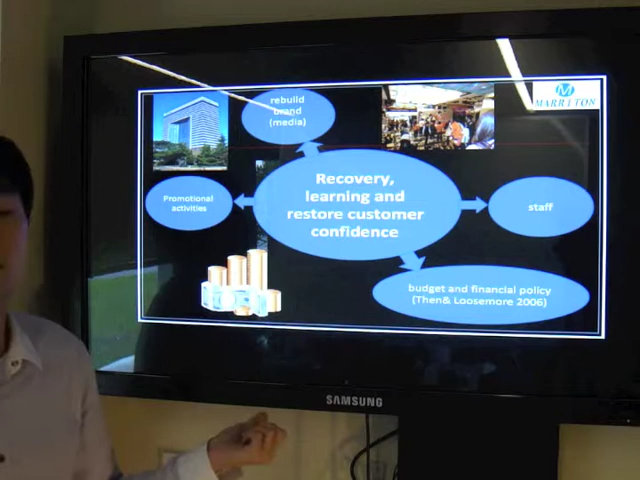 rebuild
brand
(media)
MARRITON
Recovery,
learning and
restore customer
confidence
Promotional
activities
staff
budget and financial policy
(Then& Loosemore 2006)
SAMSUNG